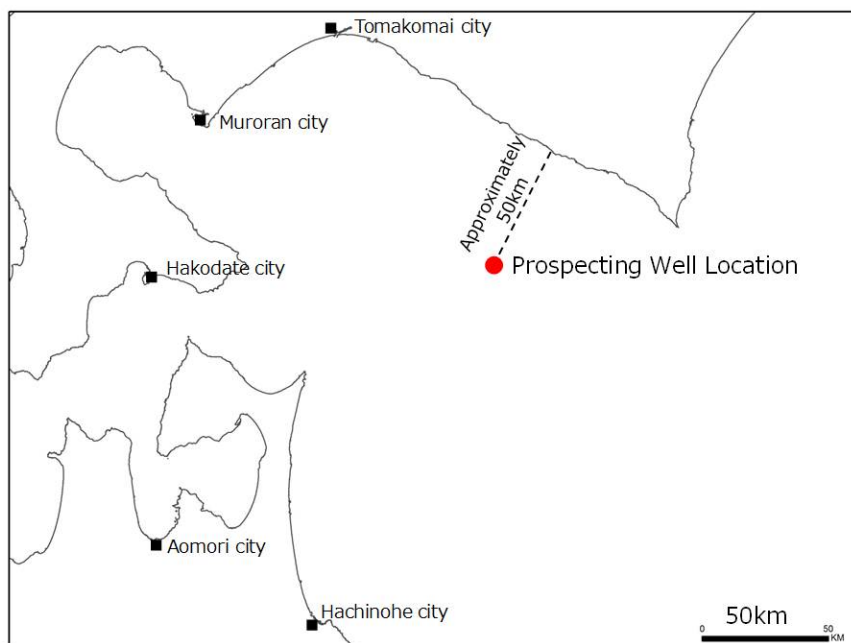 Tomakomai city
Muroran city
Approximately
50km
Hakodate city
Prospecting Well Location
Aomori city
Hachinohe city
50km
0 50
KM